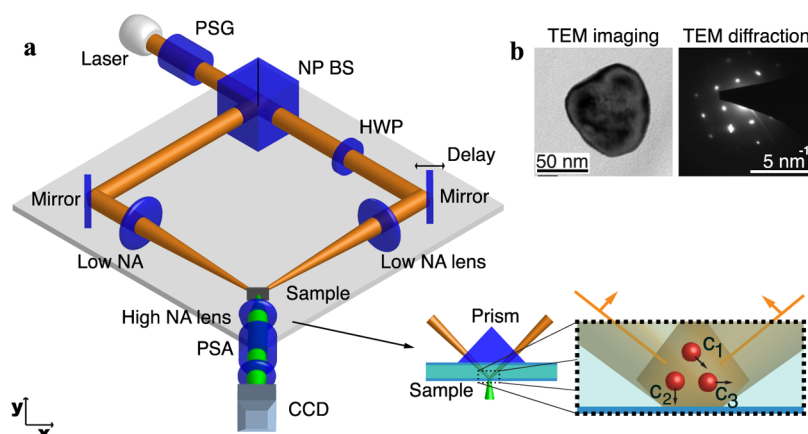 a
PSG
Laser
NP BS
HWP
Delay
Mirror
Mirror
Low NA
Low NA lens
Sample
High NA lens
PSA
CCD
y
x
b
TEM imaging
TEM diffraction
50 nm
5 nm-1
Prism
Sample
C1
C2
C3